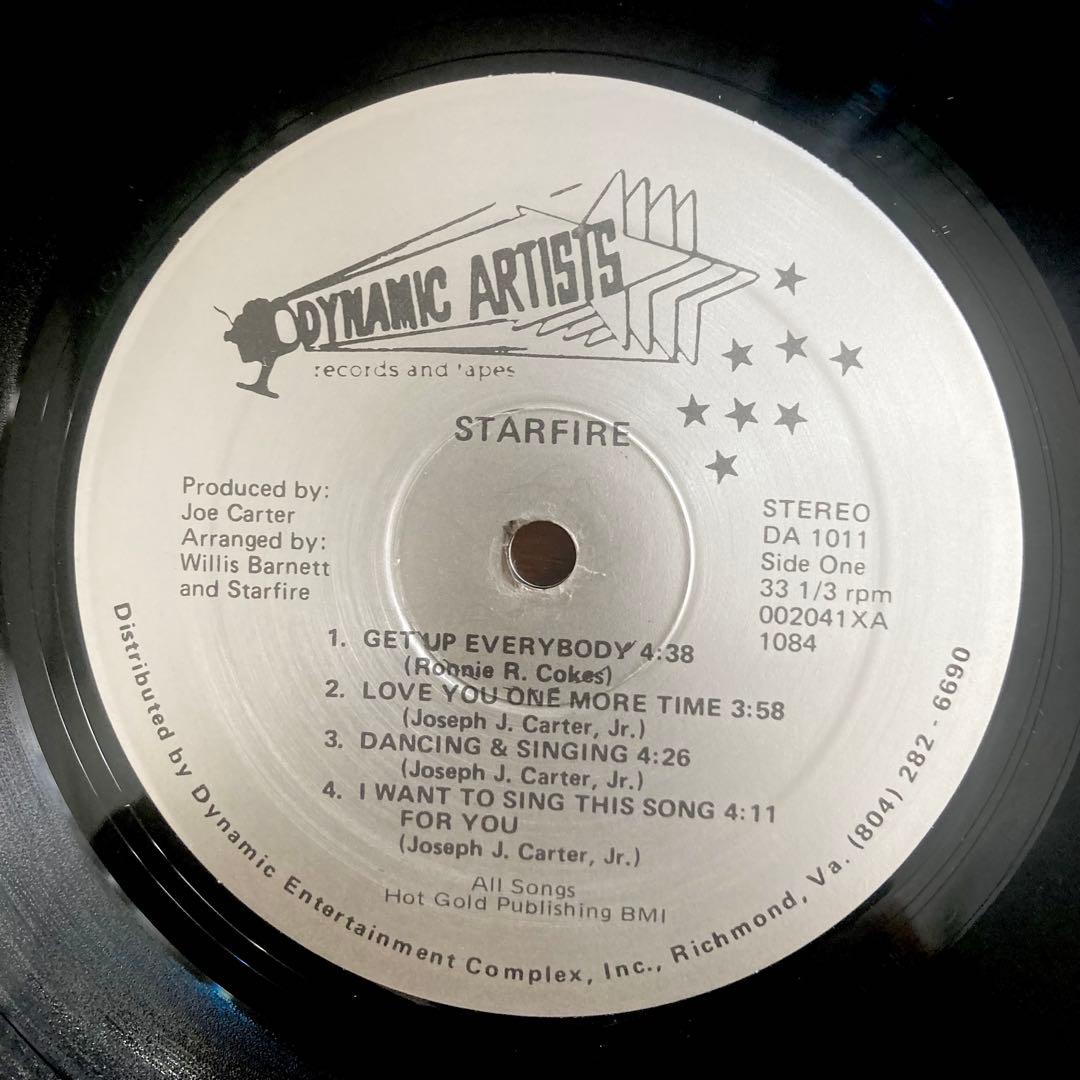 DYNAMIC ARTISTS
records and tapes
STARFIRE
Produced by:
Joe Carter
Arranged by:
Willis Barnett
and Starfire
STEREO
DA 1011
Side One
33 1/3 rpm
002041XA
1084
1. GET UP EVERYBODY 4:38
(Ronnie R. Cokes)
2. LOVE YOU ONE MORE TIME 3:58
(Joseph J. Carter, Jr.)
3. DANCING & SINGING 4:26
(Joseph J. Carter, Jr.)
4. I WANT TO SING THIS SONG 4:11
FOR YOU
(Joseph J. Carter, Jr.)
All Songs
Hot Gold Publishing BMI
Distributed by Dynamic Entertainment Complex, Inc., Richmond, Va. (804) 282 - 6690